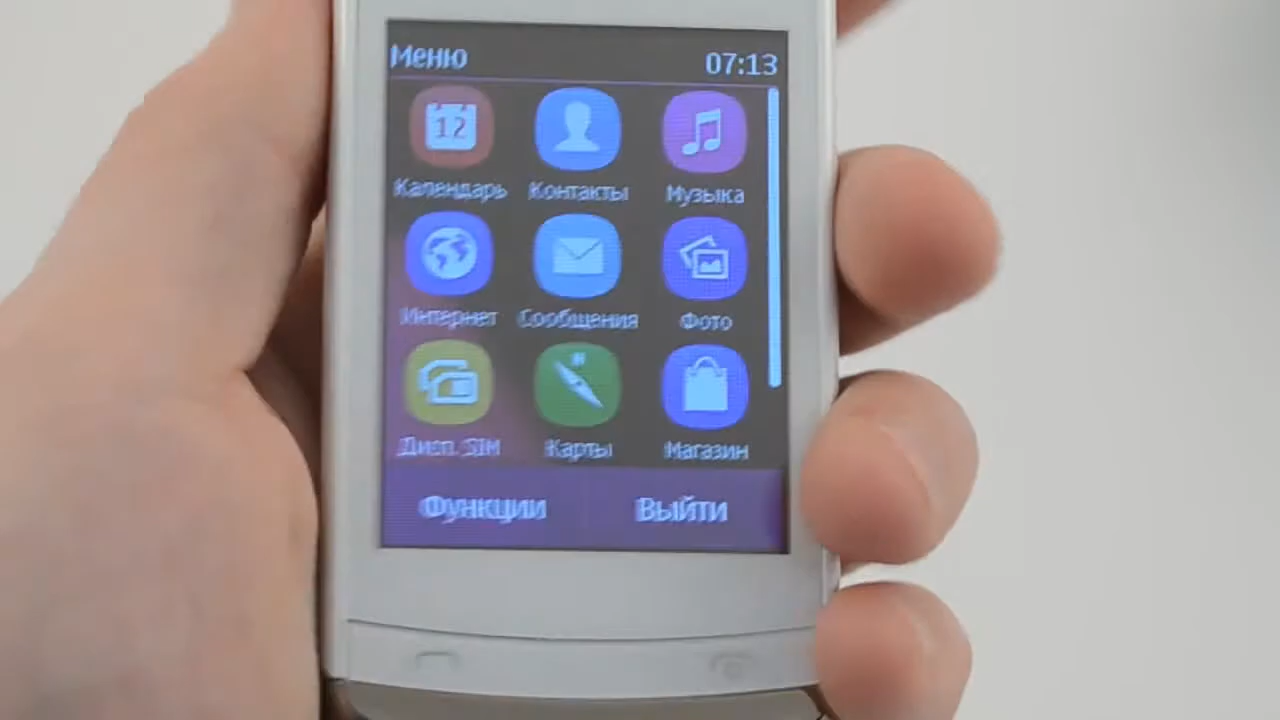 Меню 07:13
12
Календарь Контакты Музыка
Интернет Сообщения Фото
N
Дисп. SIM Карты Магазин
Функции Выйти